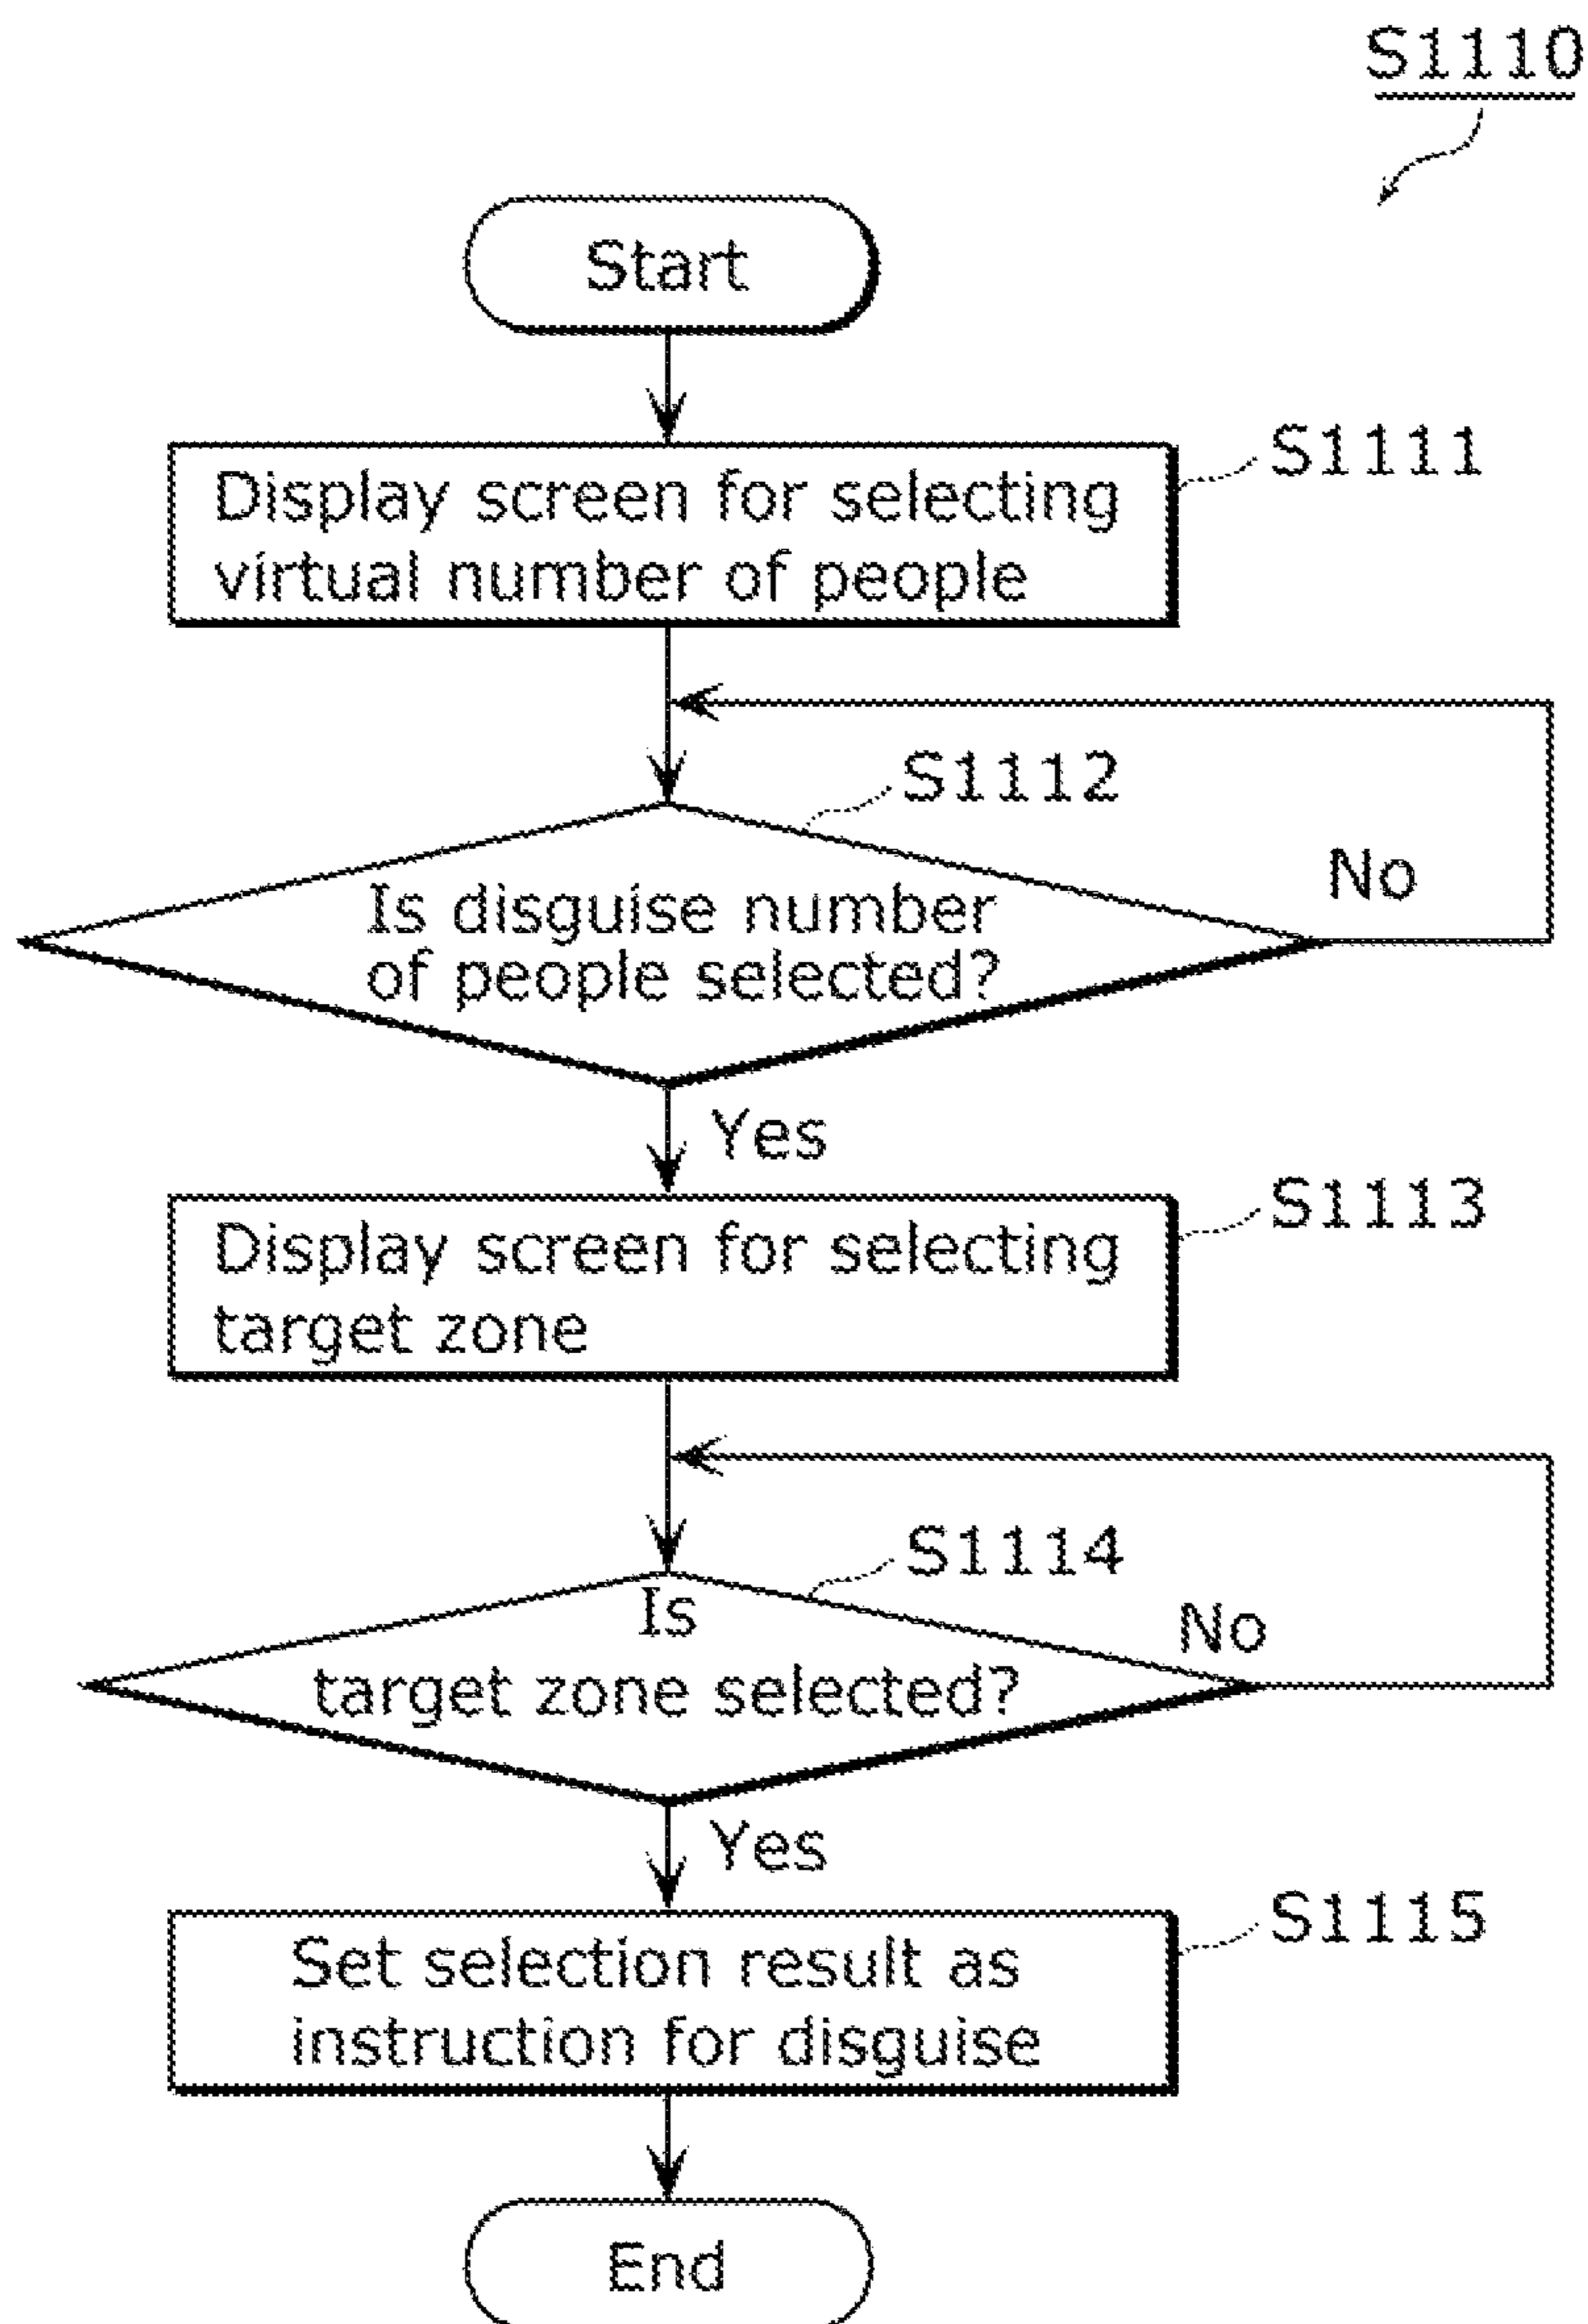 S1110
Start
S1111
Display screen for selecting
virtual number of people
S1112
No
Is disguise number
of people selected?
Yes
S1113
Display screen for selecting
target zone
S1114
Is
No
target zone selected?
Yes
S1115
Set selection result as
instruction for disguise
End